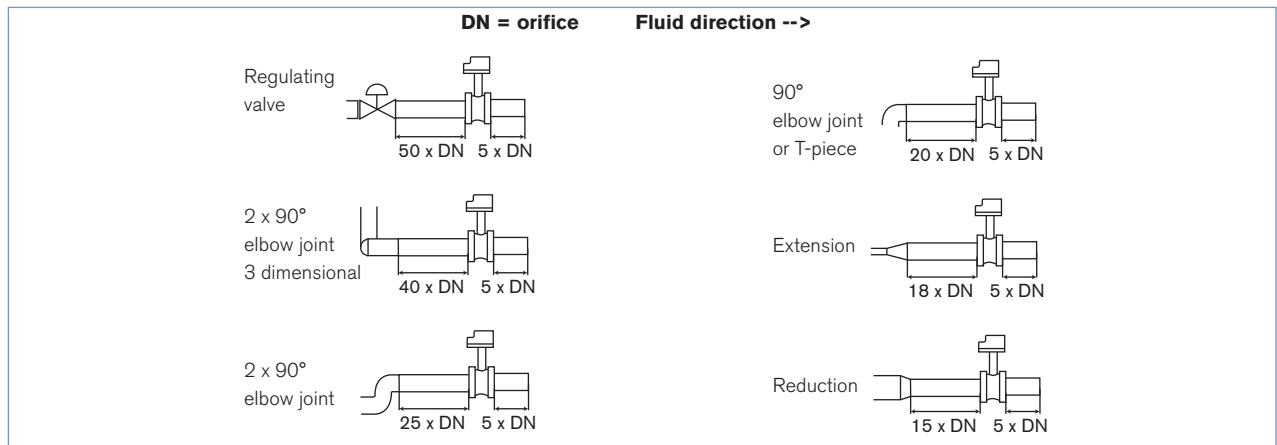 DN = orifice Fluid direction -->
Regulating
valve
50 x DN 5 x DN
90°
elbow joint
or T-piece
20 x DN 5 x DN
2 x 90°
elbow joint
3 dimensional
40 x DN 5 x DN
Extension
18 x DN 5 x DN
2 x 90°
elbow joint
25 x DN 5 x DN
Reduction
15 x DN 5 x DN